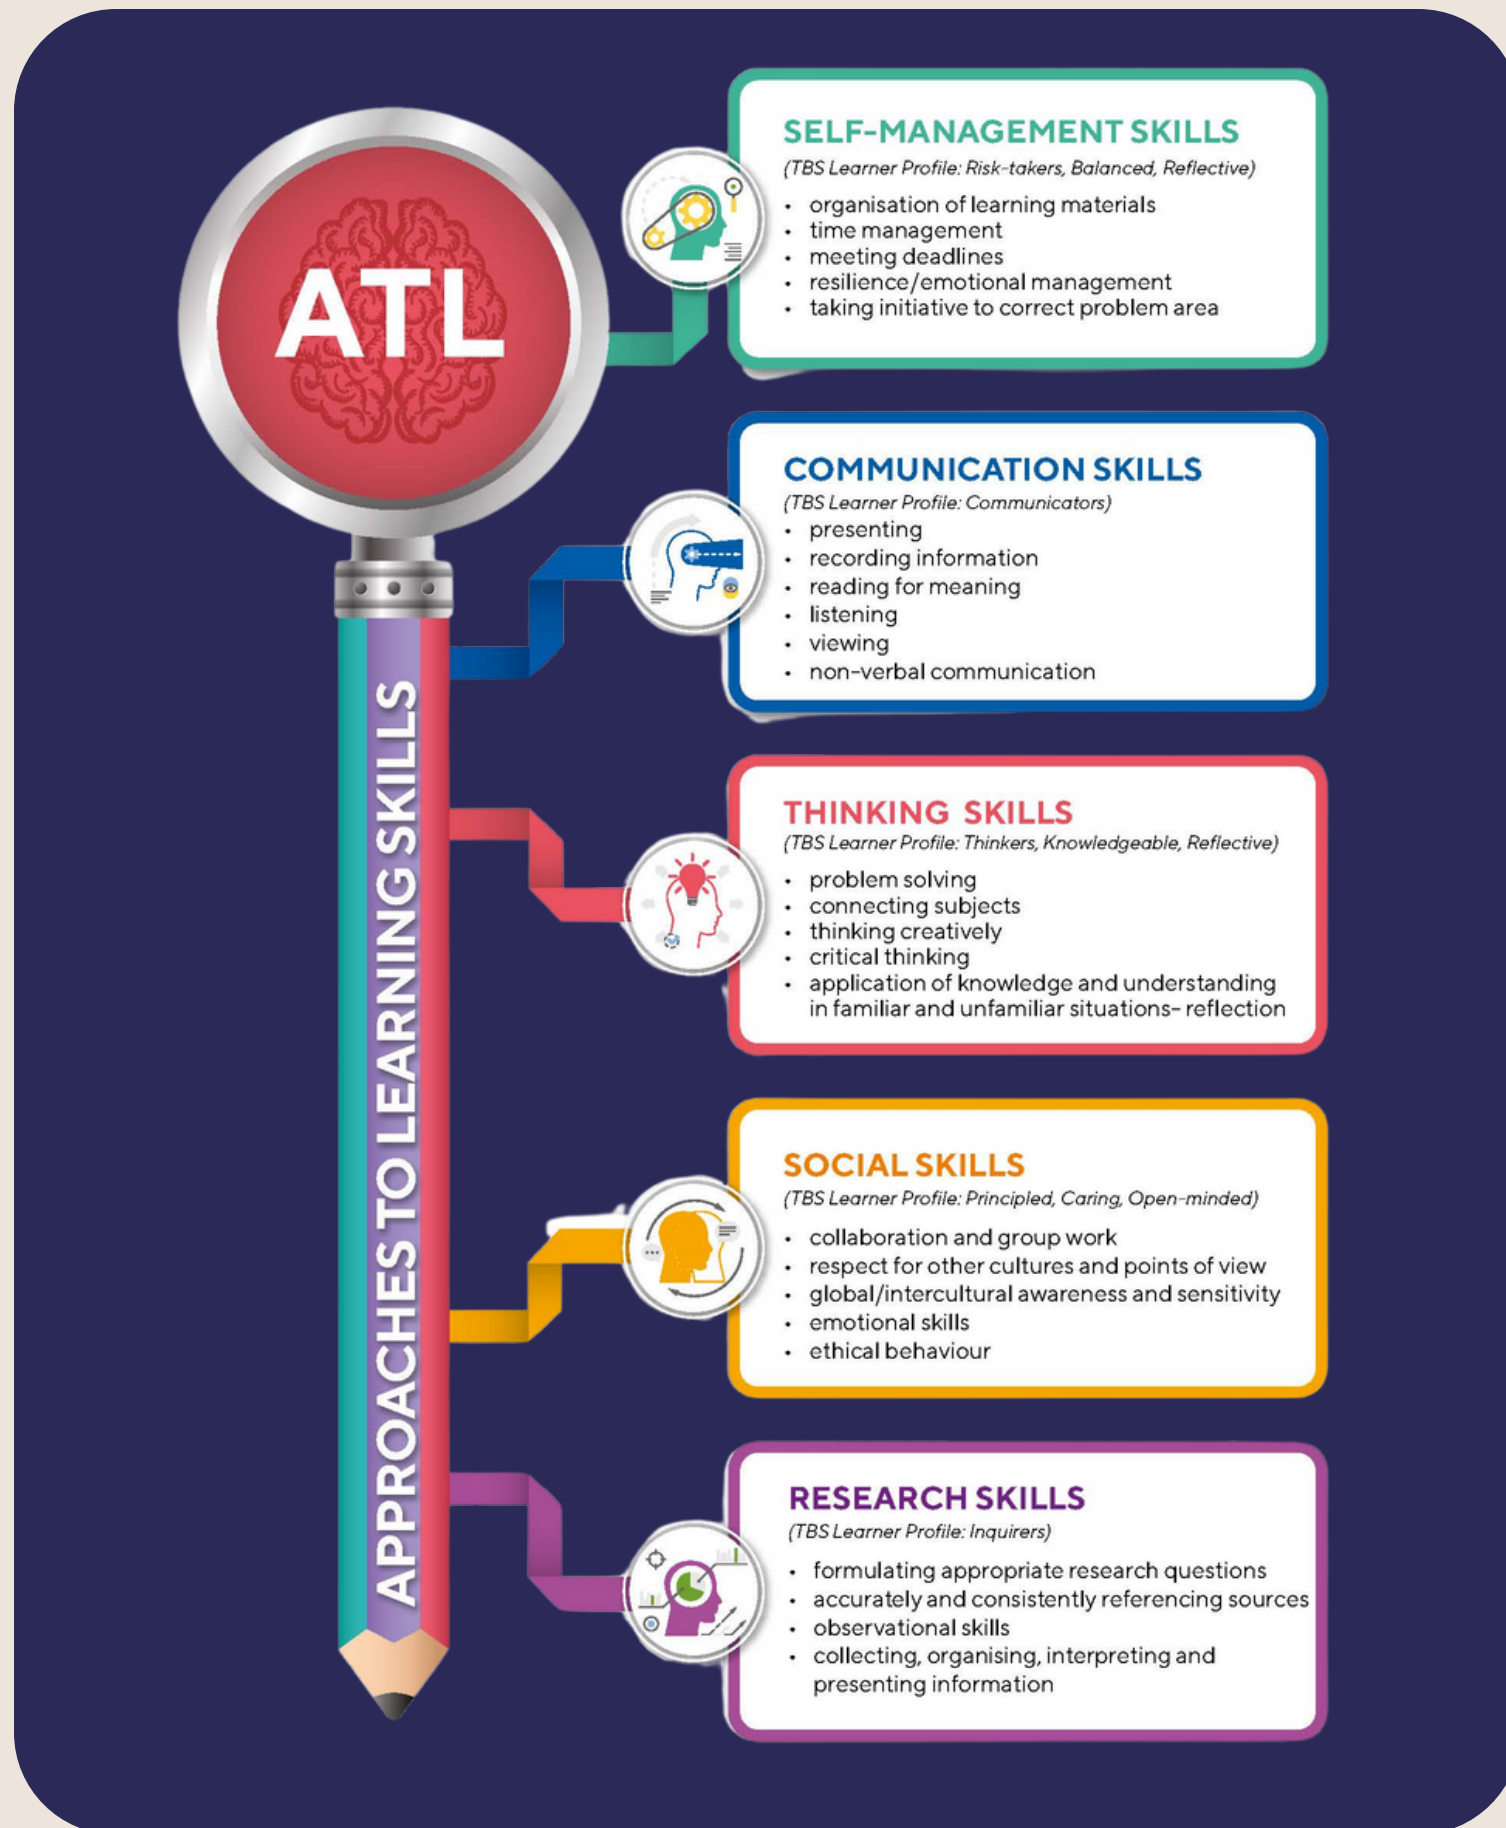 ATL
APPROACHES TO LEARNING SKILLS
SELF-MANAGEMENT SKILLS
(TBS Learner Profile: Risk-takers, Balanced, Reflective)
• organisation of learning materials
• time management
• meeting deadlines
• resilience/emotional management
• taking initiative to correct problem area
COMMUNICATION SKILLS
(TBS Learner Profile: Communicators)
• presenting
• recording information
• reading for meaning
• listening
• viewing
• non-verbal communication
THINKING SKILLS
(TBS Learner Profile: Thinkers, Knowledgeable, Reflective)
• problem solving
• connecting subjects
• thinking creatively
• critical thinking
• application of knowledge and understanding
in familiar and unfamiliar situations- reflection
SOCIAL SKILLS
(TBS Learner Profile: Principled, Caring, Open-minded)
• collaboration and group work
• respect for other cultures and points of view
• global/intercultural awareness and sensitivity
• emotional skills
• ethical behaviour
RESEARCH SKILLS
(TBS Learner Profile: Inquirers)
• formulating appropriate research questions
• accurately and consistently referencing sources
• observational skills
• collecting, organising, interpreting and
presenting information